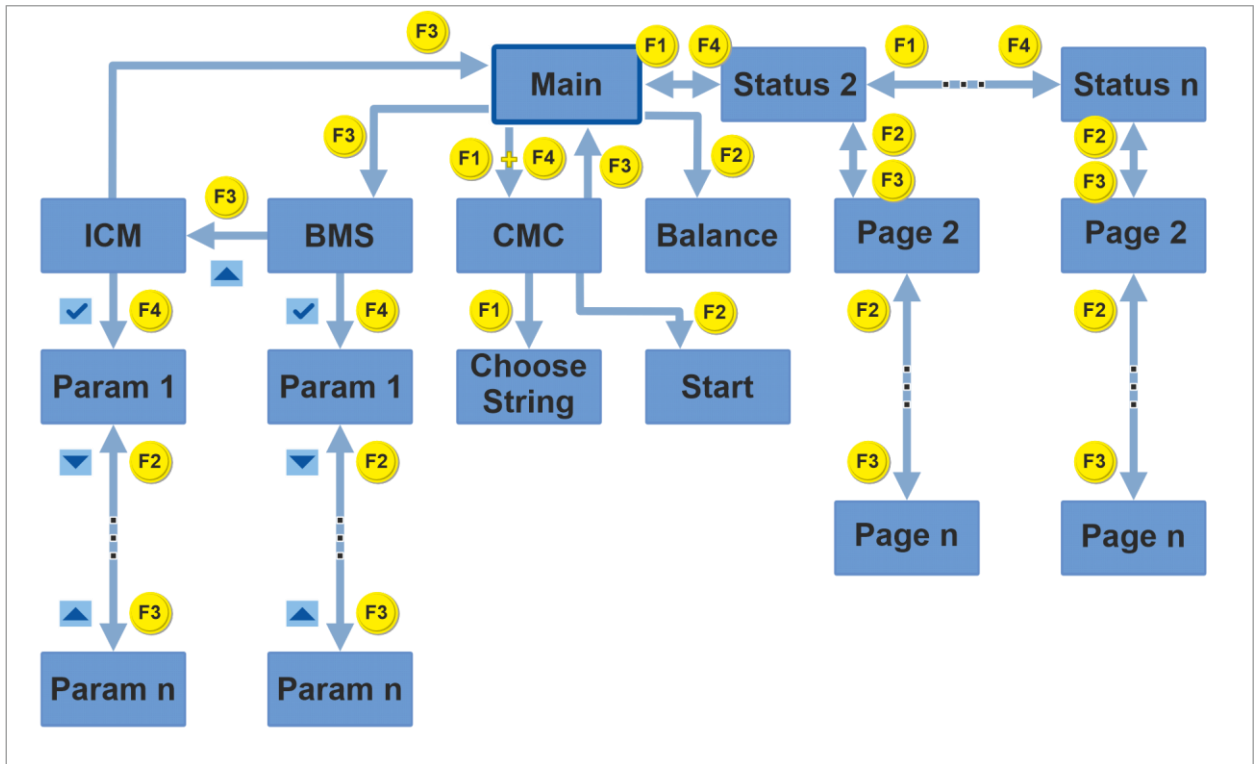 F3
F1
F4
F1
F4
Main
Status 2
Status n
F3
F1
+
F4
F3
F2
F2
F2
F3
F3
F3
ICM
BMS
CMC
Balance
Page 2
Page 2
F4
F4
F1
F2
F2
F2
Param 1
Param 1
Choose
String
Start
F2
F2
F3
F3
Page n
Page n
F3
F3
Param n
Param n